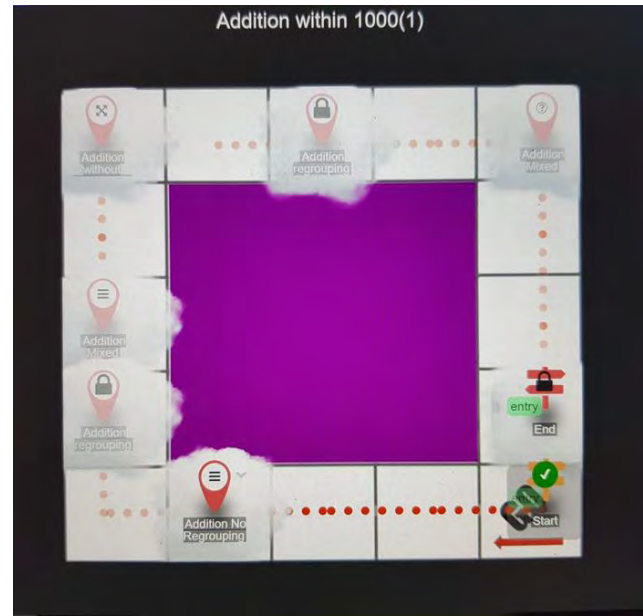 Addition within 1000(1)
Addition
without
Addition
regrouping
Addition
Mixed
Addition
Mixed
entry
End
Addition
regrouping
entry
Start
Addition No
Regrouping